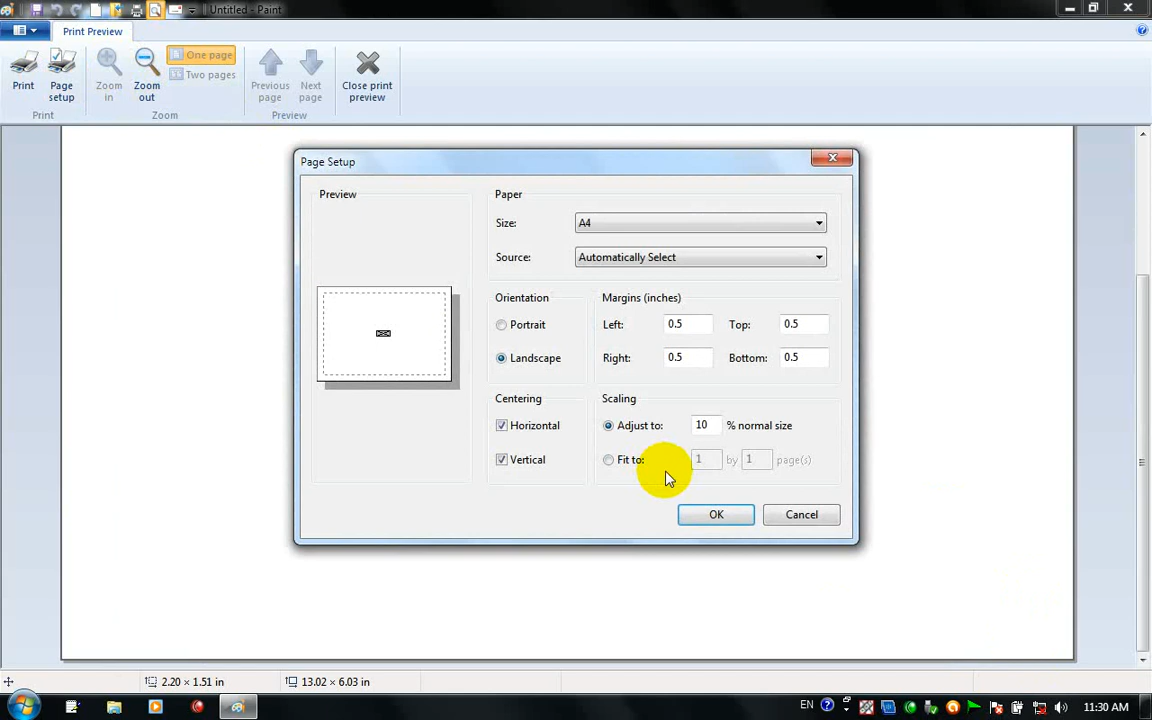 Untitled - Paint
Print Preview
Print
Page setup
Zoom in
Zoom out
One page
Two pages
Previous page
Next page
Close print preview
Print
Zoom
Preview
Page Setup
Preview
Paper
Size: A4
Source: Automatically Select
Orientation
Margins (inches)
Portrait
Left: 0.5 Top: 0.5
Landscape
Right: 0.5 Bottom: 0.5
Centering
Scaling
Horizontal
Adjust to: 10 % normal size
Vertical
Fit to: 1 by 1 page(s)
OK
Cancel
2.20 × 1.51 in
13.02 × 6.03 in
EN
11:30 AM